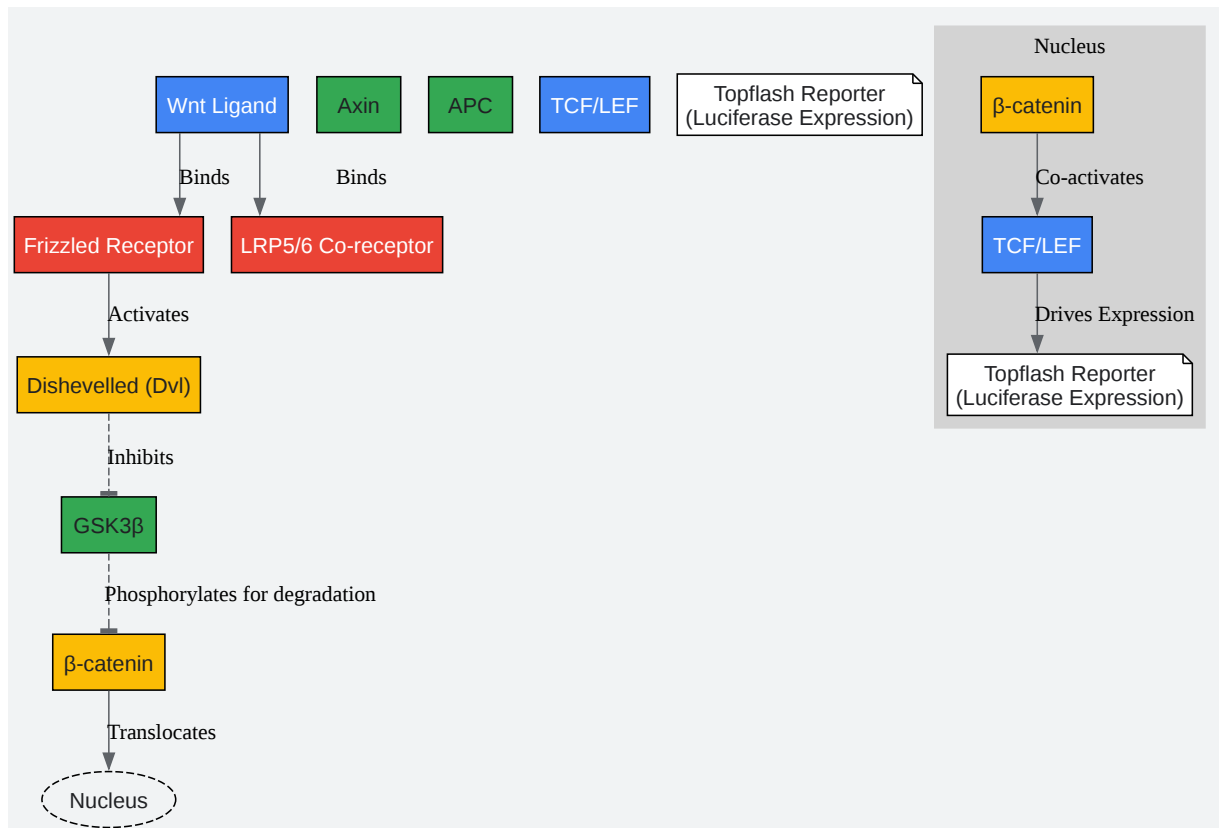 Nucleus
Wnt Ligand
Axin
APC
TCF/LEF
Topflash Reporter
(Luciferase Expression)
β-catenin
Binds
Binds
Co-activates
Frizzled Receptor
LRP5/6 Co-receptor
TCF/LEF
Activates
Drives Expression
Dishevelled (Dvl)
Topflash Reporter
(Luciferase Expression)
Inhibits
GSK3β
Phosphorylates for degradation
β-catenin
Translocates
Nucleus